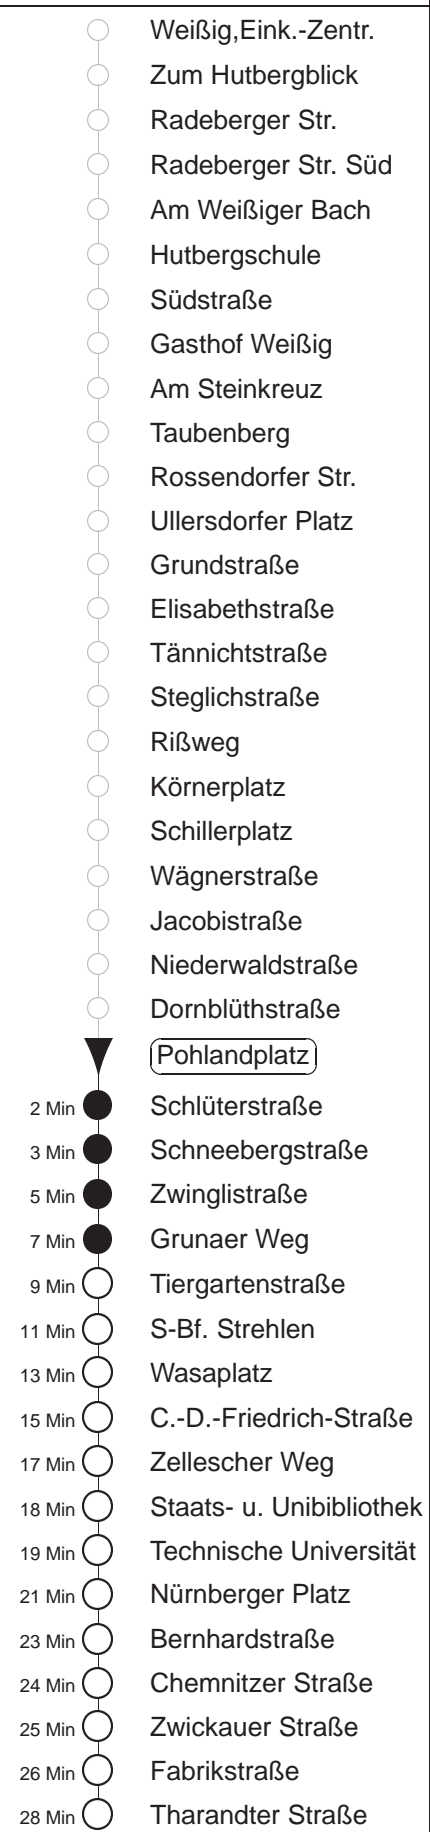 Weißig,Eink.-Zentr.
Zum Hutbergblick
Radeberger Str.
Radeberger Str. Süd
Am Weißiger Bach
Hutbergschule
Südstraße
Gasthof Weißig
Am Steinkreuz
Taubenberg
Rossendorfer Str.
Ullersdorfer Platz
Grundstraße
Elisabethstraße
Tännichtstraße
Steglichstraße
Rißweg
Körnerplatz
Schillerplatz
Wägnerstraße
Jacobistraße
Niederwaldstraße
Dornblüthstraße
Pohlandplatz
2 Min Schlüterstraße
3 Min Schneebergstraße
5 Min Zwinglistraße
7 Min Grunaer Weg
9 Min Tiergartenstraße
11 Min S-Bf. Strehlen
13 Min Wasaplatz
15 Min C.-D.-Friedrich-Straße
17 Min Zellescher Weg
18 Min Staats- u. Unibibliothek
19 Min Technische Universität
21 Min Nürnberger Platz
23 Min Bernhardstraße
24 Min Chemnitzer Straße
25 Min Zwickauer Straße
26 Min Fabrikstraße
28 Min Tharandter Straße